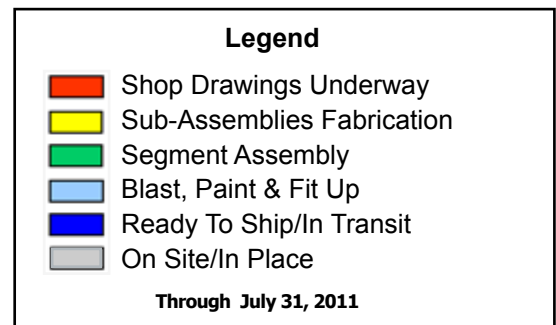 Legend
Shop Drawings Underway
Sub-Assemblies Fabrication
Segment Assembly
Blast, Paint & Fit Up
Ready To Ship/In Transit
On Site/In Place
Through July 31, 2011